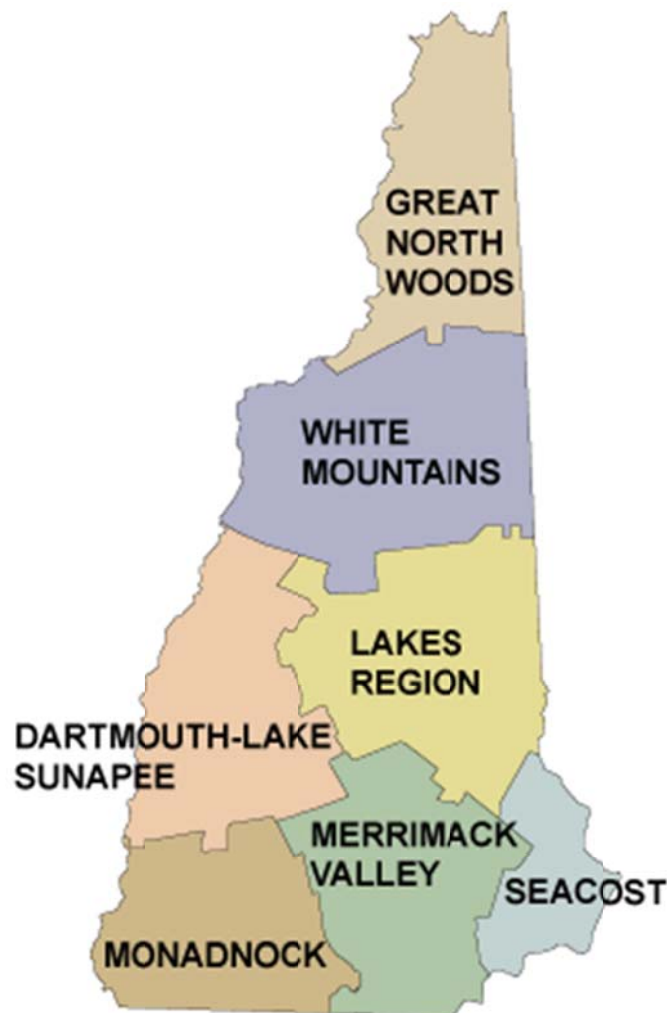 GREAT
NORTH
WOODS
WHITE
MOUNTAINS
LAKES
REGION
DARTMOUTH-LAKE
SUNAPEE
MERRIMACK
VALLEY
SEACOST
MONADNOCK